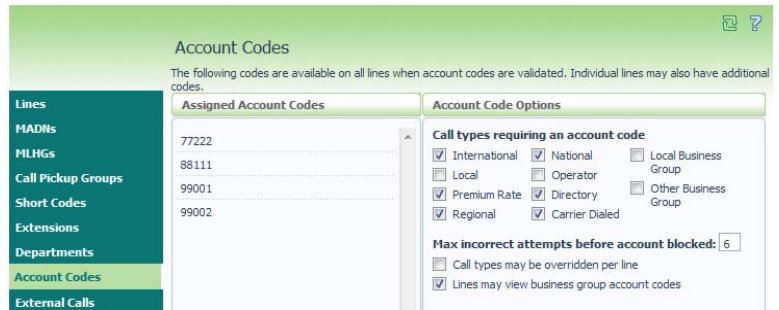 Account Codes
The following codes are available on all lines when account codes are validated. Individual lines may also have additional
codes.
Lines
MADNs
MLHGs
Call Pickup Groups
Short Codes
Extensions
Departments
Account Codes
External Calls
Assigned Account Codes
77222
88111
99001
99002
Account Code Options
Call types requiring an account code
International
National
Local Business
Group
Local
Operator
Other Business
Group
Premium Rate
Directory
Regional
Carrier Dialed
Max incorrect attempts before account blocked: 6
Call types may be overridden per line
Lines may view business group account codes